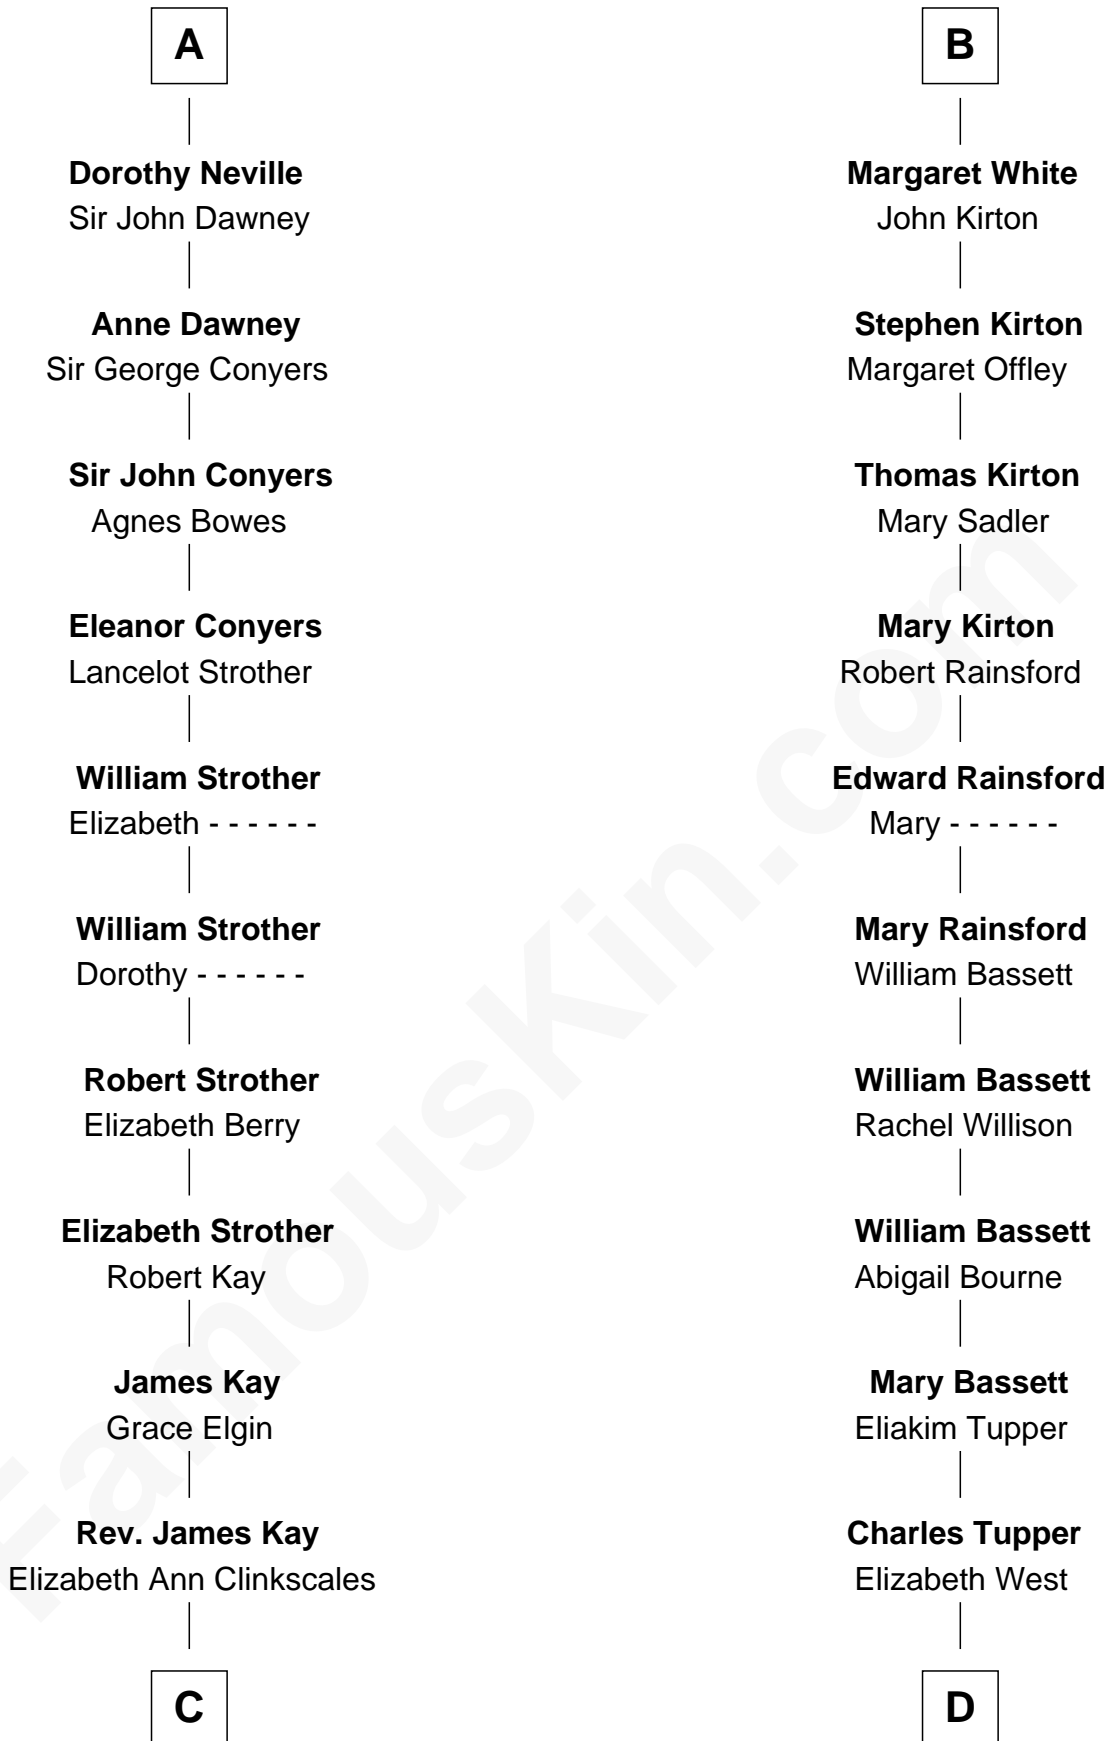 A
Dorothy Neville
Sir John Dawney
Anne Dawney
Sir George Conyers
Sir John Conyers
Agnes Bowes
Eleanor Conyers
Lancelot Strother
William Strother
Elizabeth - - - - - -
William Strother
Dorothy - - - - - -
Robert Strother
Elizabeth Berry
Elizabeth Strother
Robert Kay
James Kay
Grace Elgin
Rev. James Kay
Elizabeth Ann Clinkscales
C
B
Margaret White
John Kirton
Stephen Kirton
Margaret Offley
Thomas Kirton
Mary Sadler
Mary Kirton
Robert Rainsford
Edward Rainsford
Mary - - - - - -
Mary Rainsford
William Bassett
William Bassett
Rachel Willison
William Bassett
Abigail Bourne
Mary Bassett
Eliakim Tupper
Charles Tupper
Elizabeth West
D
FamousKin.com